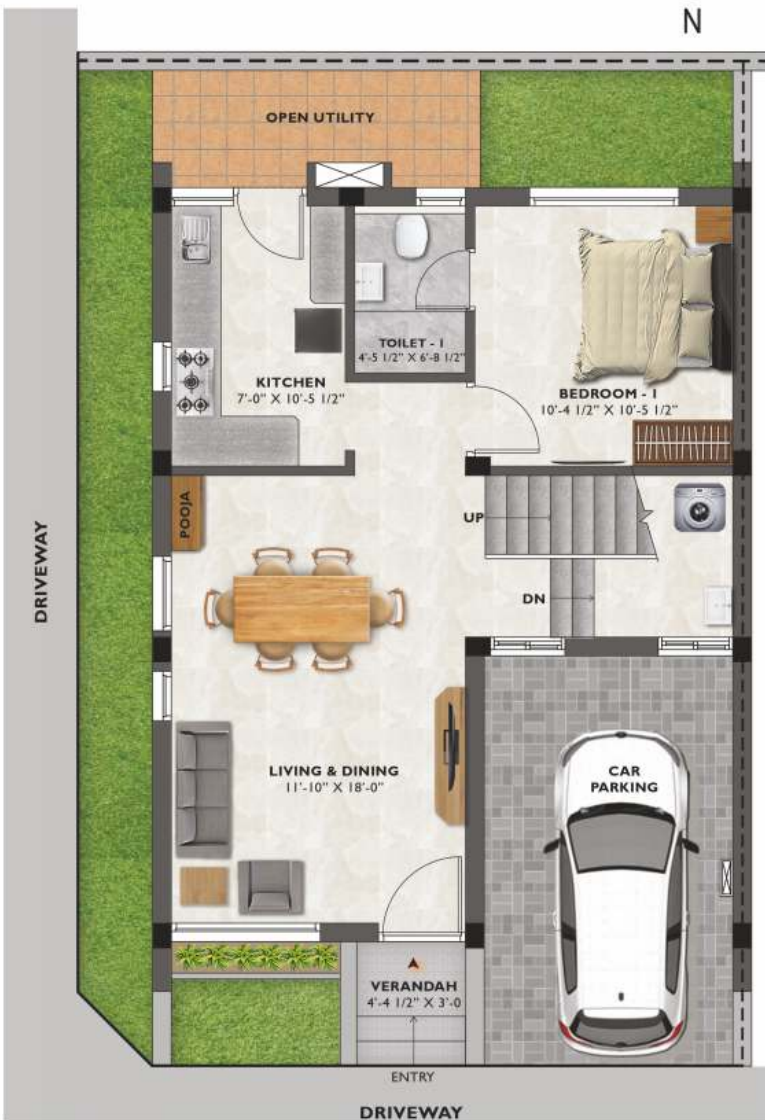 N
OPEN UTILITY
TOILET - 1
4'-5 1/2" X 6'-8 1/2"
KITCHEN
7'-0" X 10'-5 1/2"
BEDROOM - 1
10'-4 1/2" X 10'-5 1/2"
POOJA
UP
DN
DRIVEWAY
LIVING & DINING
11'-10" X 18'-0"
CAR
PARKING
VERANDAH
4'-4 1/2" X 3'-0
ENTRY
DRIVEWAY